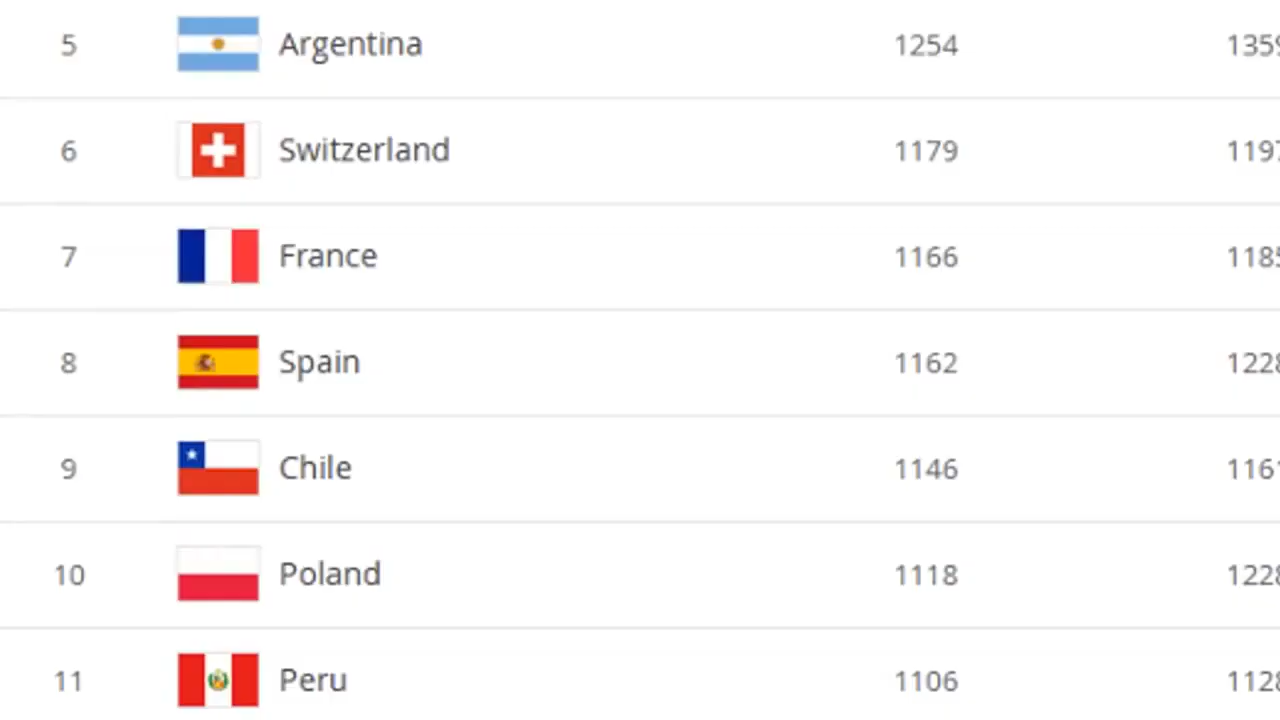 5 Argentina 1254
6 Switzerland 1179
7 France 1166
8 Spain 1162
9 Chile 1146
10 Poland 1118
11 Peru 1106